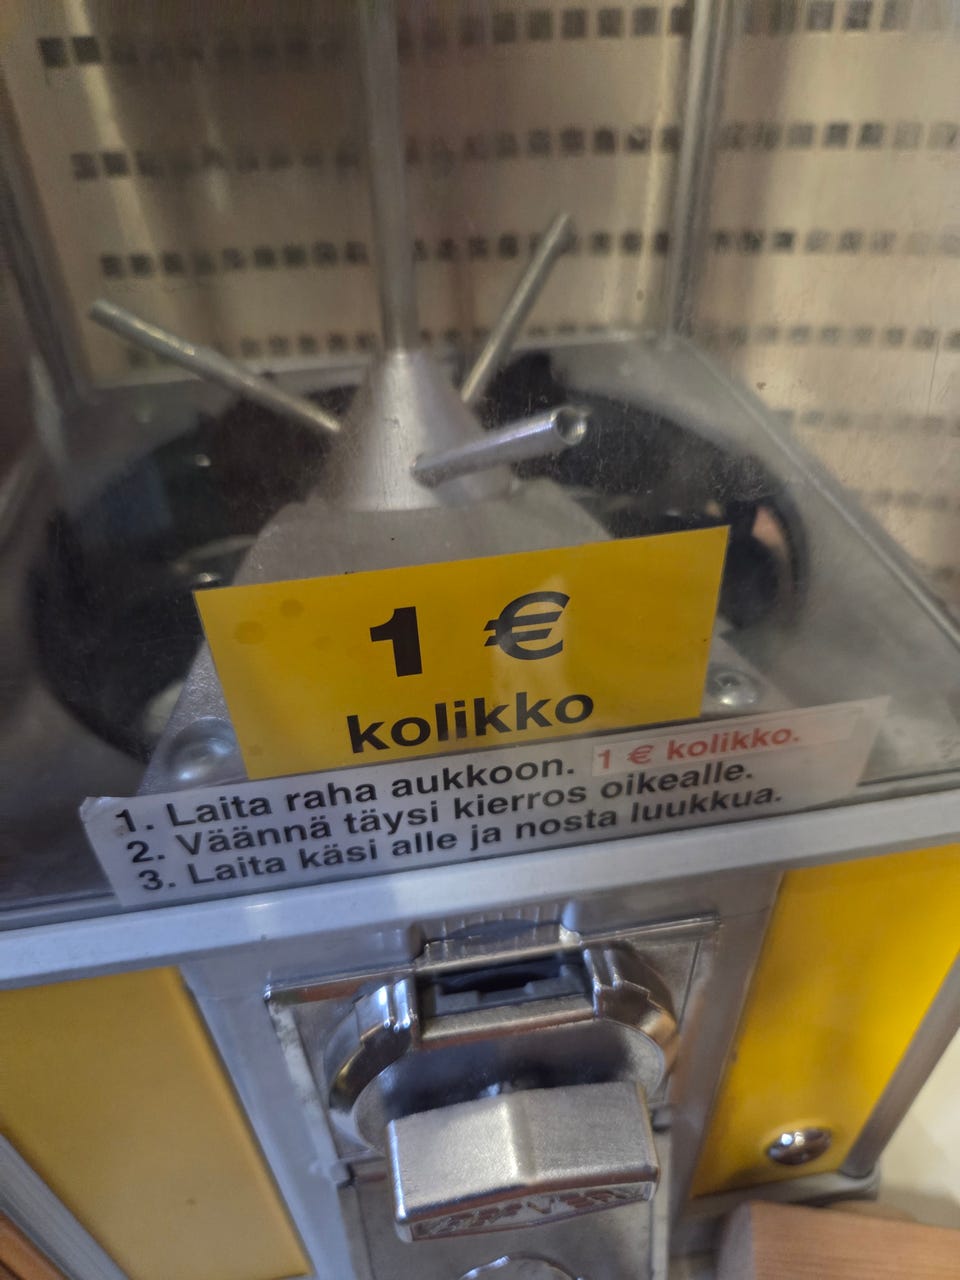 1 €
kolikko
1. Laita raha aukkoon. 1 € kolikko.
2. Väännä täysi kierros oikealle.
3. Laita käsi alle ja nosta luukkua.